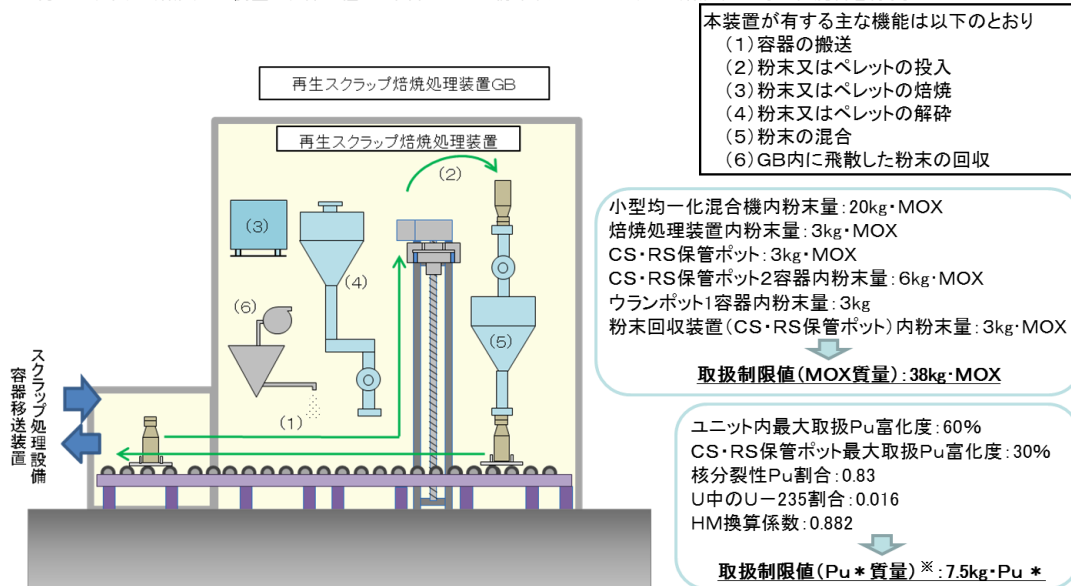 本装置が有する主な機能は以下のとおり
(1)容器の搬送
(2)粉末又はペレットの投入
(3)粉末又はペレットの焙焼
(4)粉末又はペレットの解砕
(5)粉末の混合
(6)GB内に飛散した粉末の回収
再生スクラップ焙焼処理装置GB
再生スクラップ焙焼処理装置
(2)
(3)
(4)
(6)
(5)
(1)
スクラップ処理設備
容器移送装置
小型均一化混合機内粉末量:20kg・MOX
焙焼処理装置内粉末量:3kg・MOX
CS・RS保管ポット:3kg・MOX
CS・RS保管ポット2容器内粉末量:6kg・MOX
ウランポット1容器内粉末量:3kg
粉末回収装置(CS・RS保管ポット)内粉末量:3kg・MOX
取扱制限値(MOX質量):38kg・MOX
ユニット内最大取扱Pu富化度:60%
CS・RS保管ポット最大取扱Pu富化度:30%
核分裂性Pu割合:0.83
U中のU-235割合:0.016
HM換算係数:0.882
取扱制限値(Pu*質量)※:7.5kg・Pu*